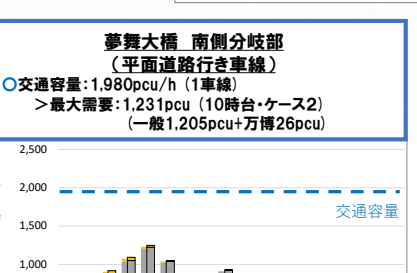 夢舞大橋 南側分岐部
(平面道路行き車線)
○交通容量:1,980pcu/h (1車線)
>最大需要:1,231pcu (10時台・ケース2)
(一般1,205pcu+万博26pcu)
2,500
2,000
交通容量
1,500
1,000